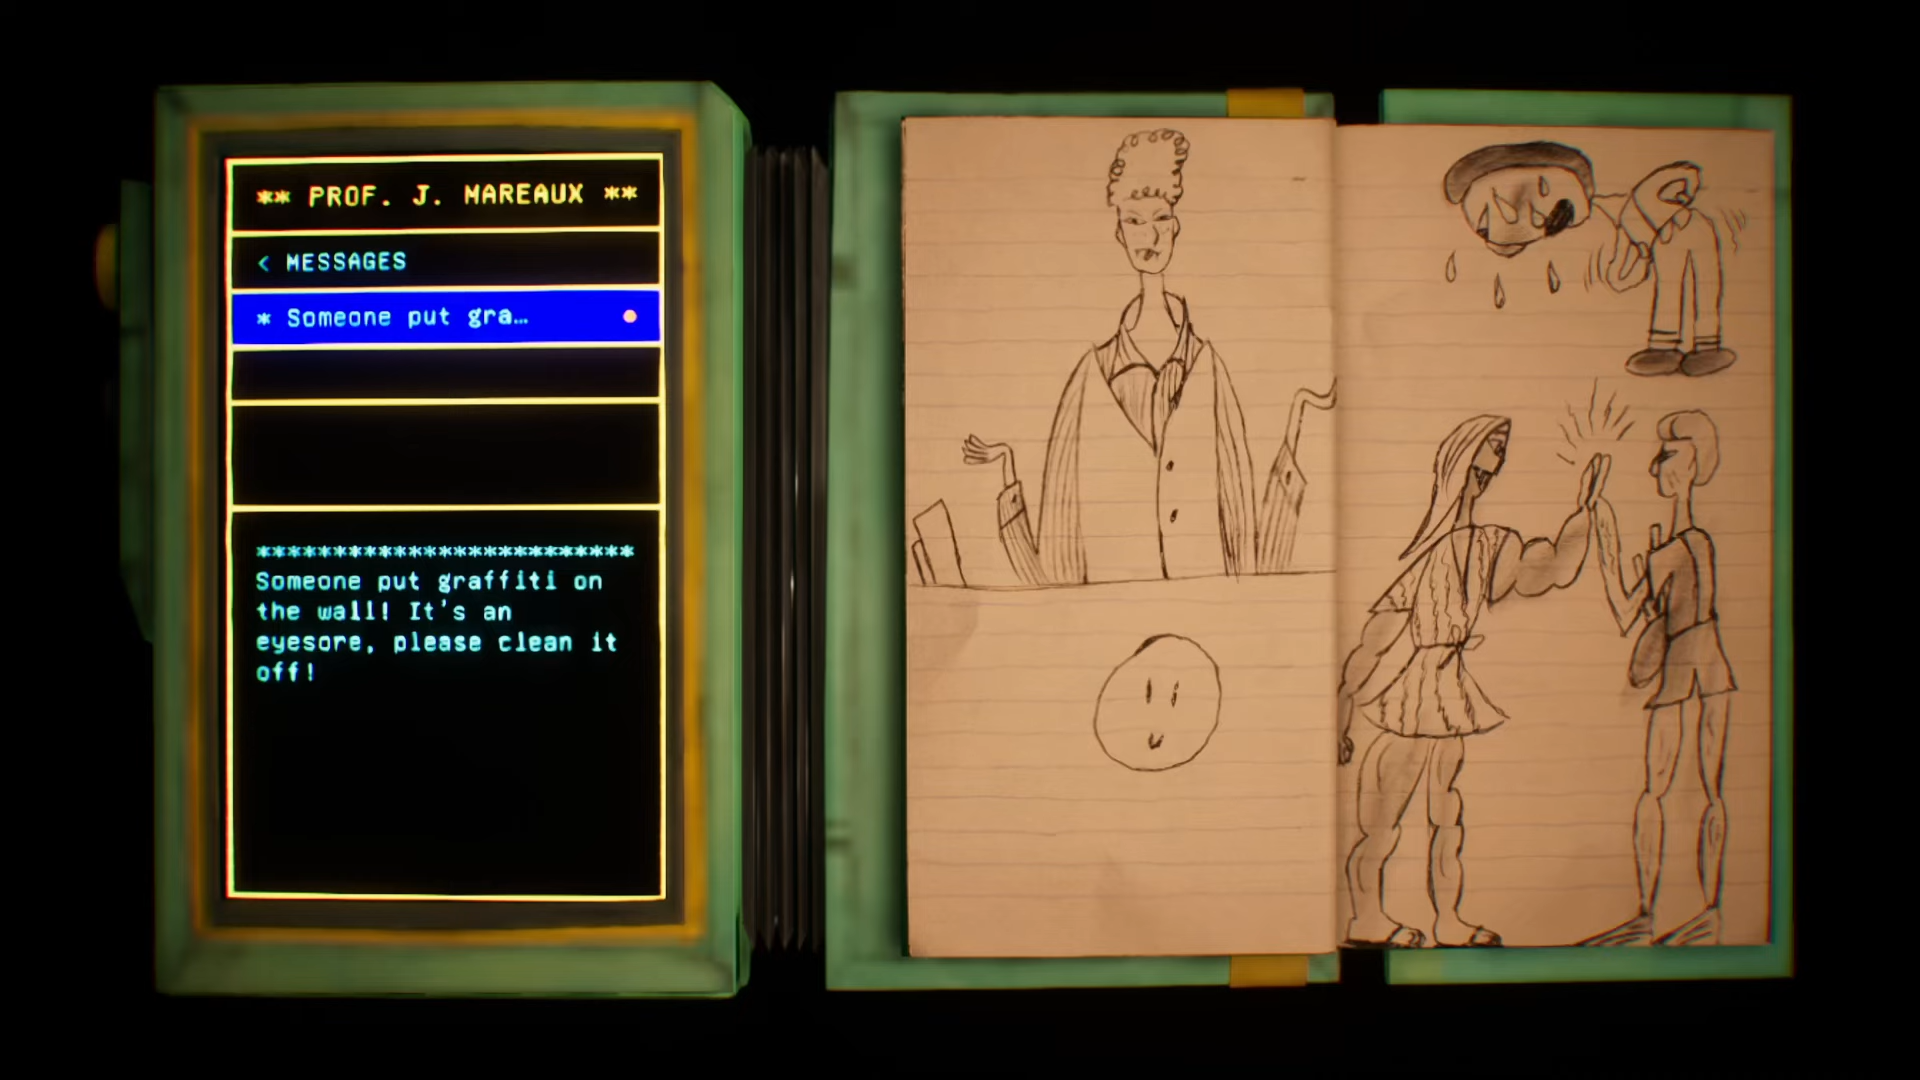 ** PROF. J. MAREAUX **
< MESSAGES
* Someone put gra…
*************************
Someone put graffiti on
the wall! It's an
eyesore, please clean it
off!